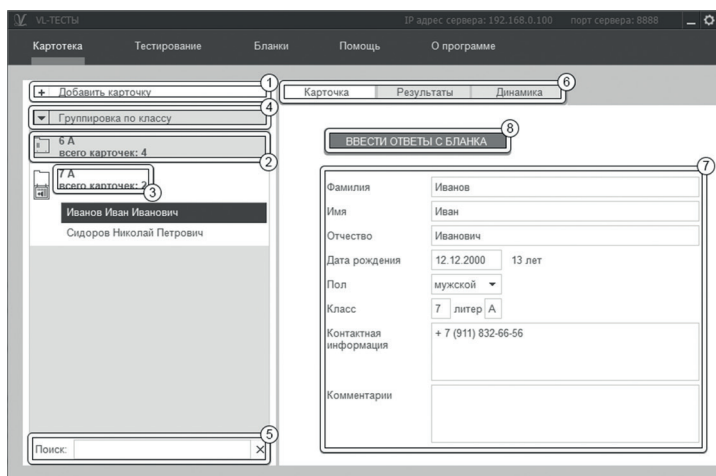 VL-ТЕСТЫ IP адрес сервера: 192.168.0.100 порт сервера: 8888
Картотека Тестирование Бланки Помощь О программе
+ Добавить карточку 1
Группировка по классу 4
6 А
всего карточек: 4
2
7 А
всего карточек: 2
3
Иванов Иван Иванович
Сидоров Николай Петрович
Поиск: 5
Карточка Результаты Динамика 6
ВВЕСТИ ОТВЕТЫ С БЛАНКА 8
7
Фамилия Иванов
Имя Иван
Отчество Иванович
Дата рождения 12.12.2000 13 лет
Пол мужской
Класс 7 литер А
Контактная
информация
+ 7 (911) 832-66-56
Комментарии